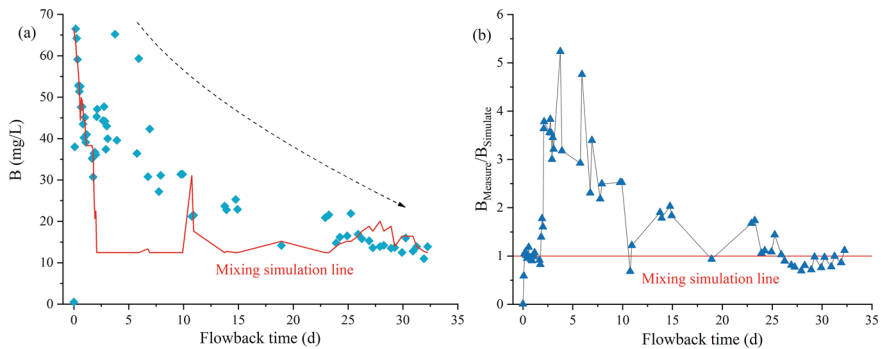 (a)
70
60
50
40
30
20
10
0
B (mg/L)
Mixing simulation line
0 5 10 15 20 25 30 35
Flowback time (d)
(b)
6
5
4
3
2
1
0
B_Measure/B_Simulate
Mixing simulation line
0 5 10 15 20 25 30 35
Flowback time (d)